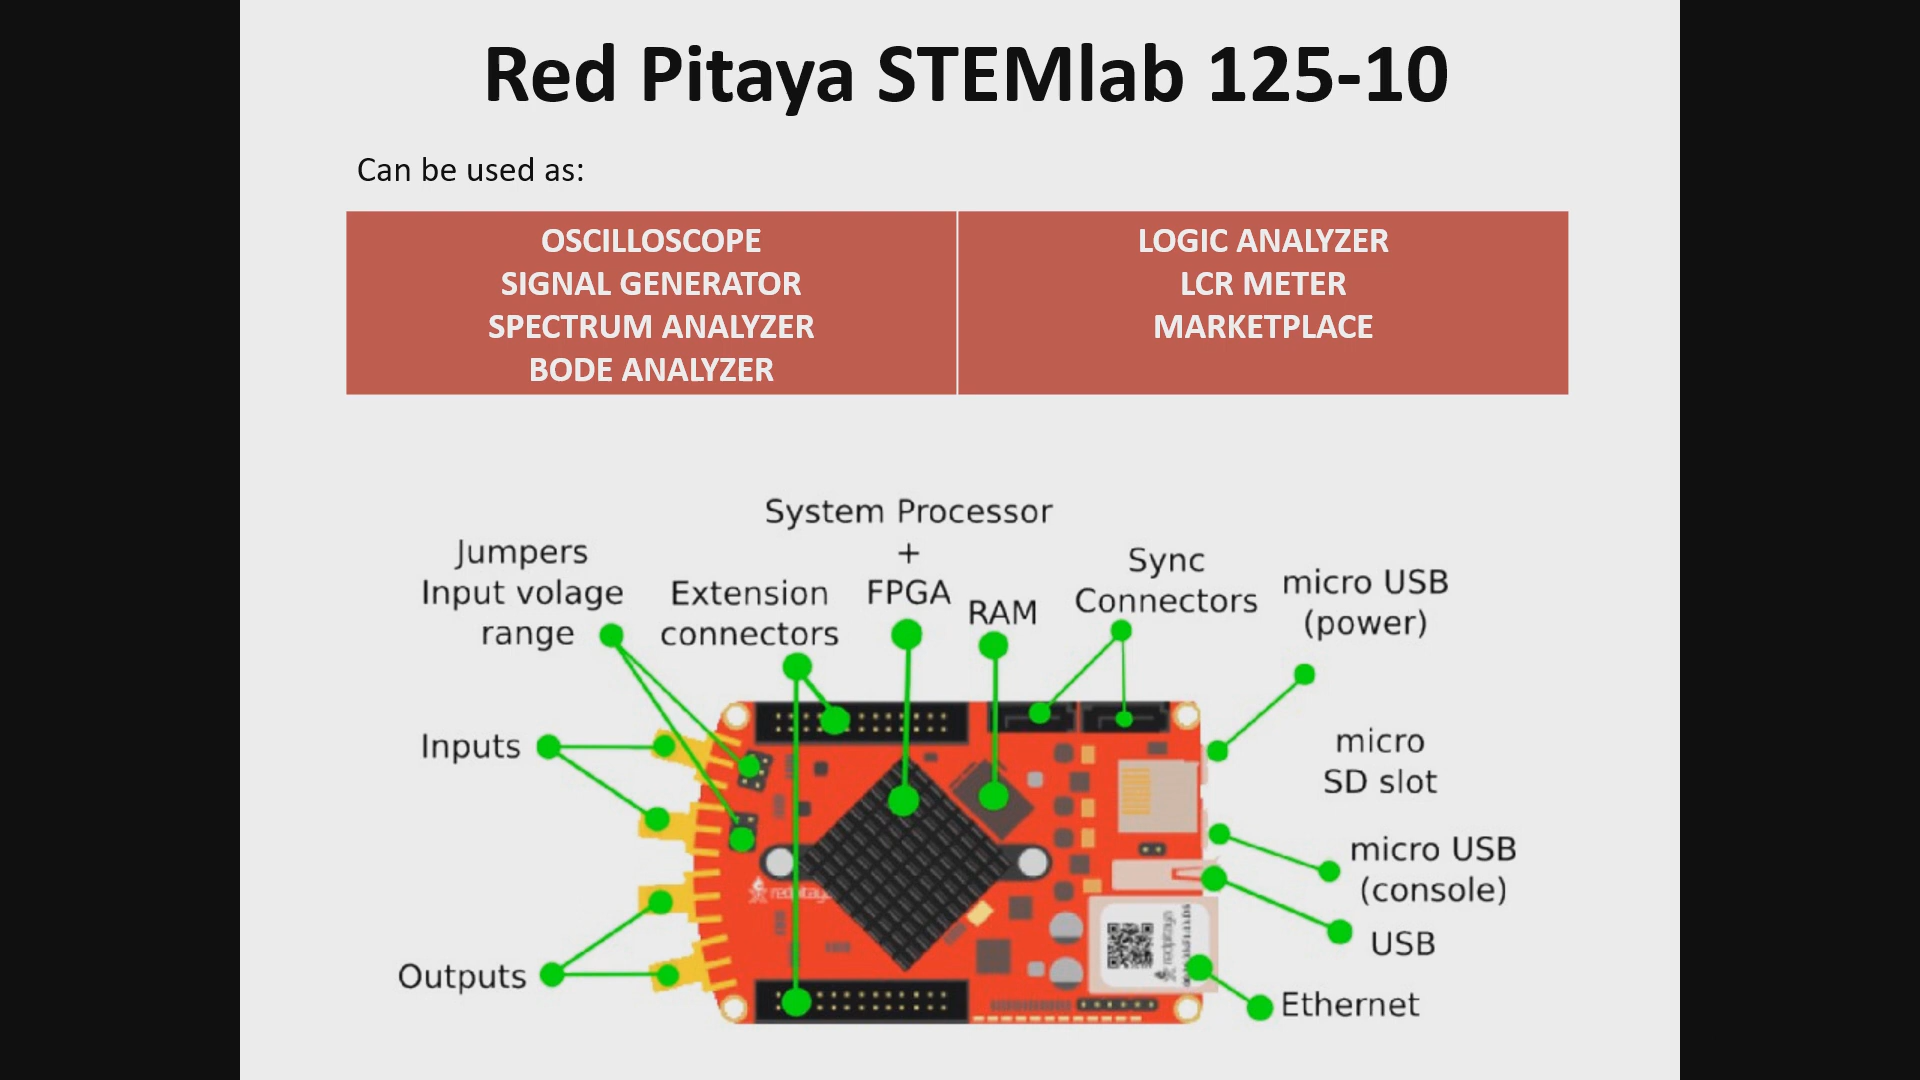 Red Pitaya STEMlab 125-10
Can be used as:
OSCILLOSCOPE
SIGNAL GENERATOR
SPECTRUM ANALYZER
BODE ANALYZER
LOGIC ANALYZER
LCR METER
MARKETPLACE
System Processor
+
FPGA
Jumpers
Input volage
range
Extension
connectors
RAM
Sync
Connectors
micro USB
(power)
Inputs
micro
SD slot
micro USB
(console)
USB
Outputs
Ethernet
redpitaya
redpitaya